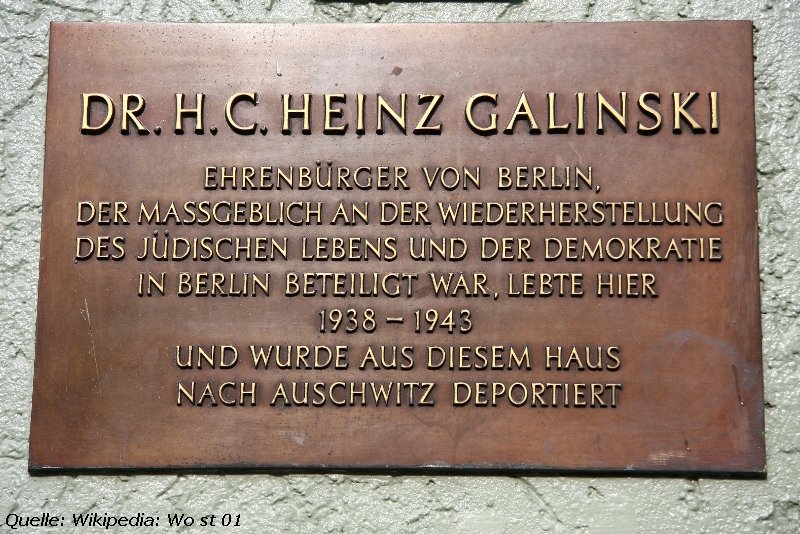 DR. H.C. HEINZ GALINSKI
EHRENBÜRGER VON BERLIN,
DER MASSGEBLICH AN DER WIEDERHERSTELLUNG
DES JÜDISCHEN LEBENS UND DER DEMOKRATIE
IN BERLIN BETEILIGT WAR, LEBTE HIER
1938 – 1943
UND WURDE AUS DIESEM HAUS
NACH AUSCHWITZ DEPORTIERT
Quelle: Wikipedia: Wo st 01